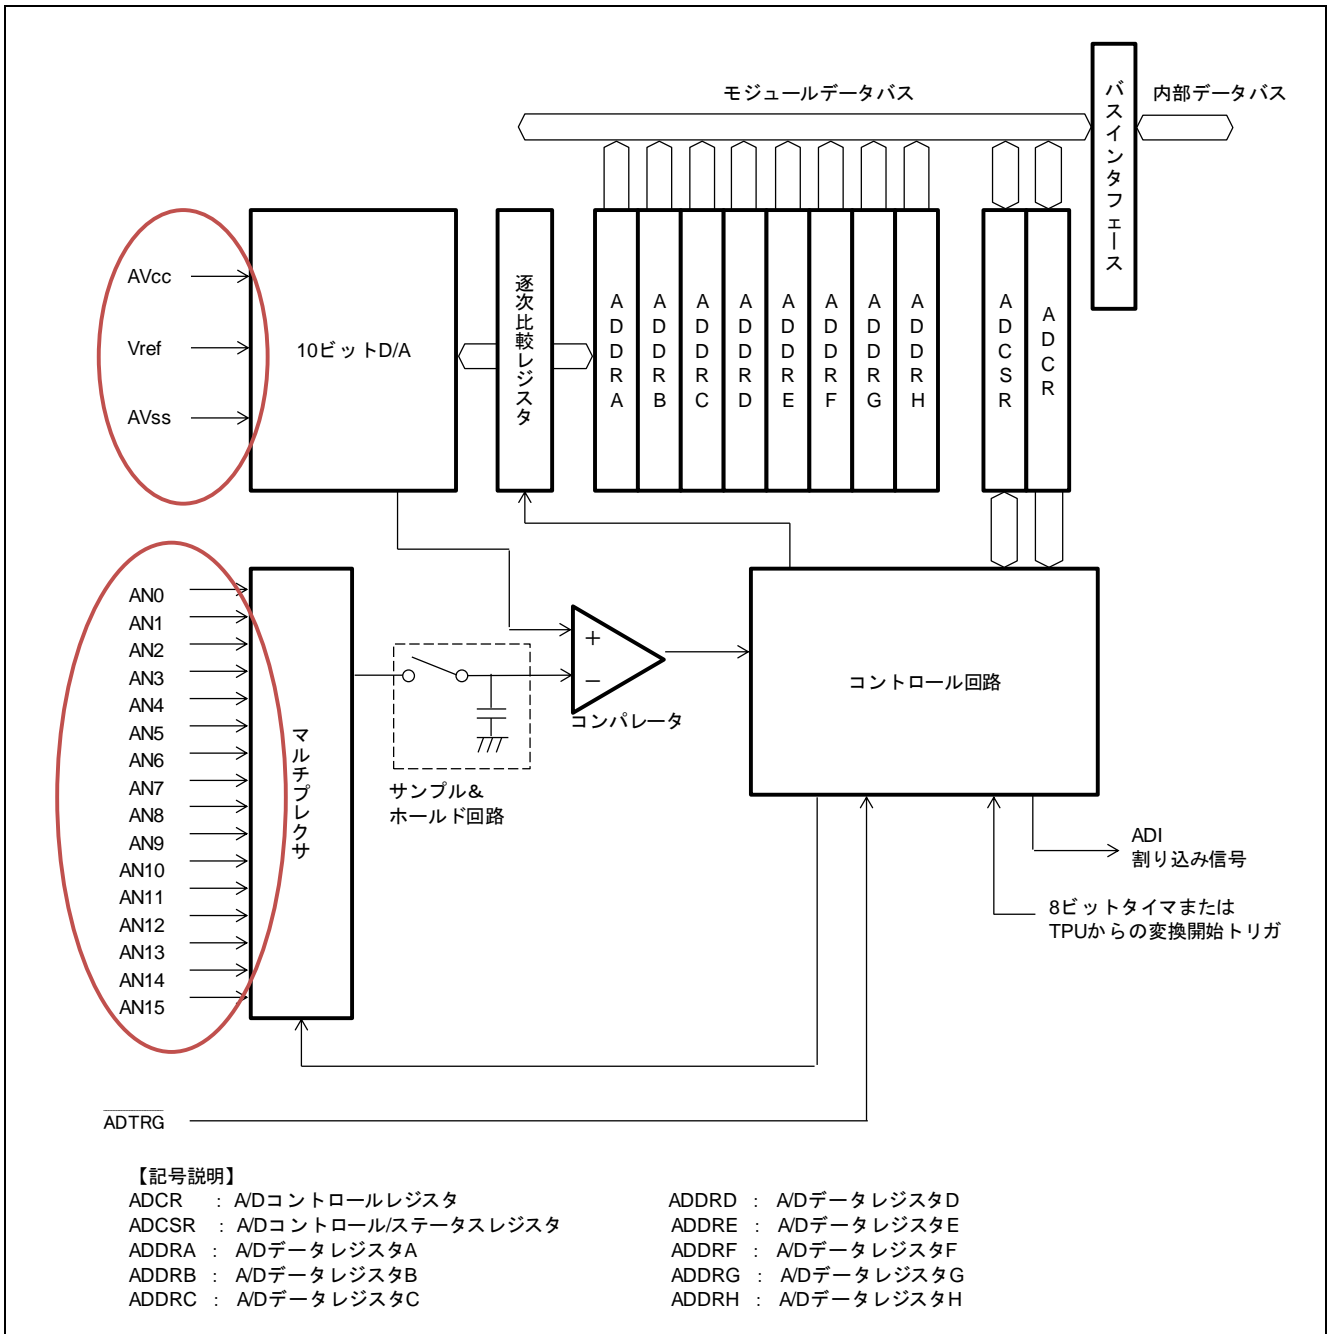 モジュールデータバス
内部データバス
バスインタフェース
AVcc
Vref
AVss
10ビットD/A
逐次比較レジスタ
ADDRA
ADDRB
ADDRC
ADDRD
ADDRE
ADDRF
ADDRG
ADDRH
ADCSR
ADCR
AN0
AN1
AN2
AN3
AN4
AN5
AN6
AN7
AN8
AN9
AN10
AN11
AN12
AN13
AN14
AN15
マルチプレクサ
サンプル&
ホールド回路
+
−
コンパレータ
コントロール回路
ADI
割り込み信号
8ビットタイマまたは
TPUからの変換開始トリガ
ADTRG
【記号説明】
ADCR : A/Dコントロールレジスタ
ADCSR : A/Dコントロール/ステータスレジスタ
ADDRA : A/DデータレジスタA
ADDRB : A/DデータレジスタB
ADDRC : A/DデータレジスタC
ADDRD : A/DデータレジスタD
ADDRE : A/DデータレジスタE
ADDRF : A/DデータレジスタF
ADDRG : A/DデータレジスタG
ADDRH : A/DデータレジスタH